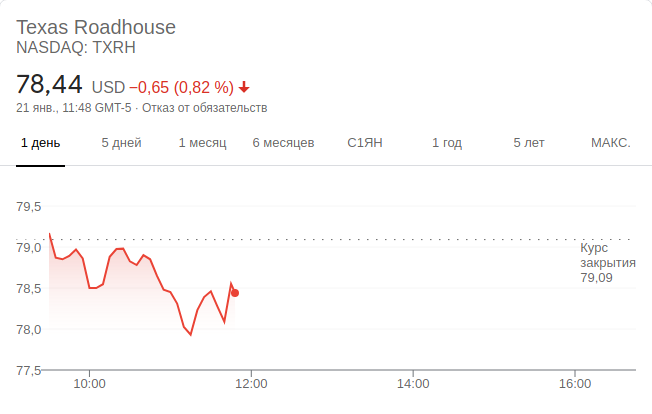 Texas Roadhouse
NASDAQ: TXRH
78,44 USD −0,65 (0,82 %)
21 янв., 11:48 GMT-5 · Отказ от обязательств
1 день 5 дней 1 месяц 6 месяцев С1ЯН 1 год 5 лет МАКС.
79,5
79,0
78,5
78,0
77,5
Курс
закрытия
79,09
10:00 12:00 14:00 16:00